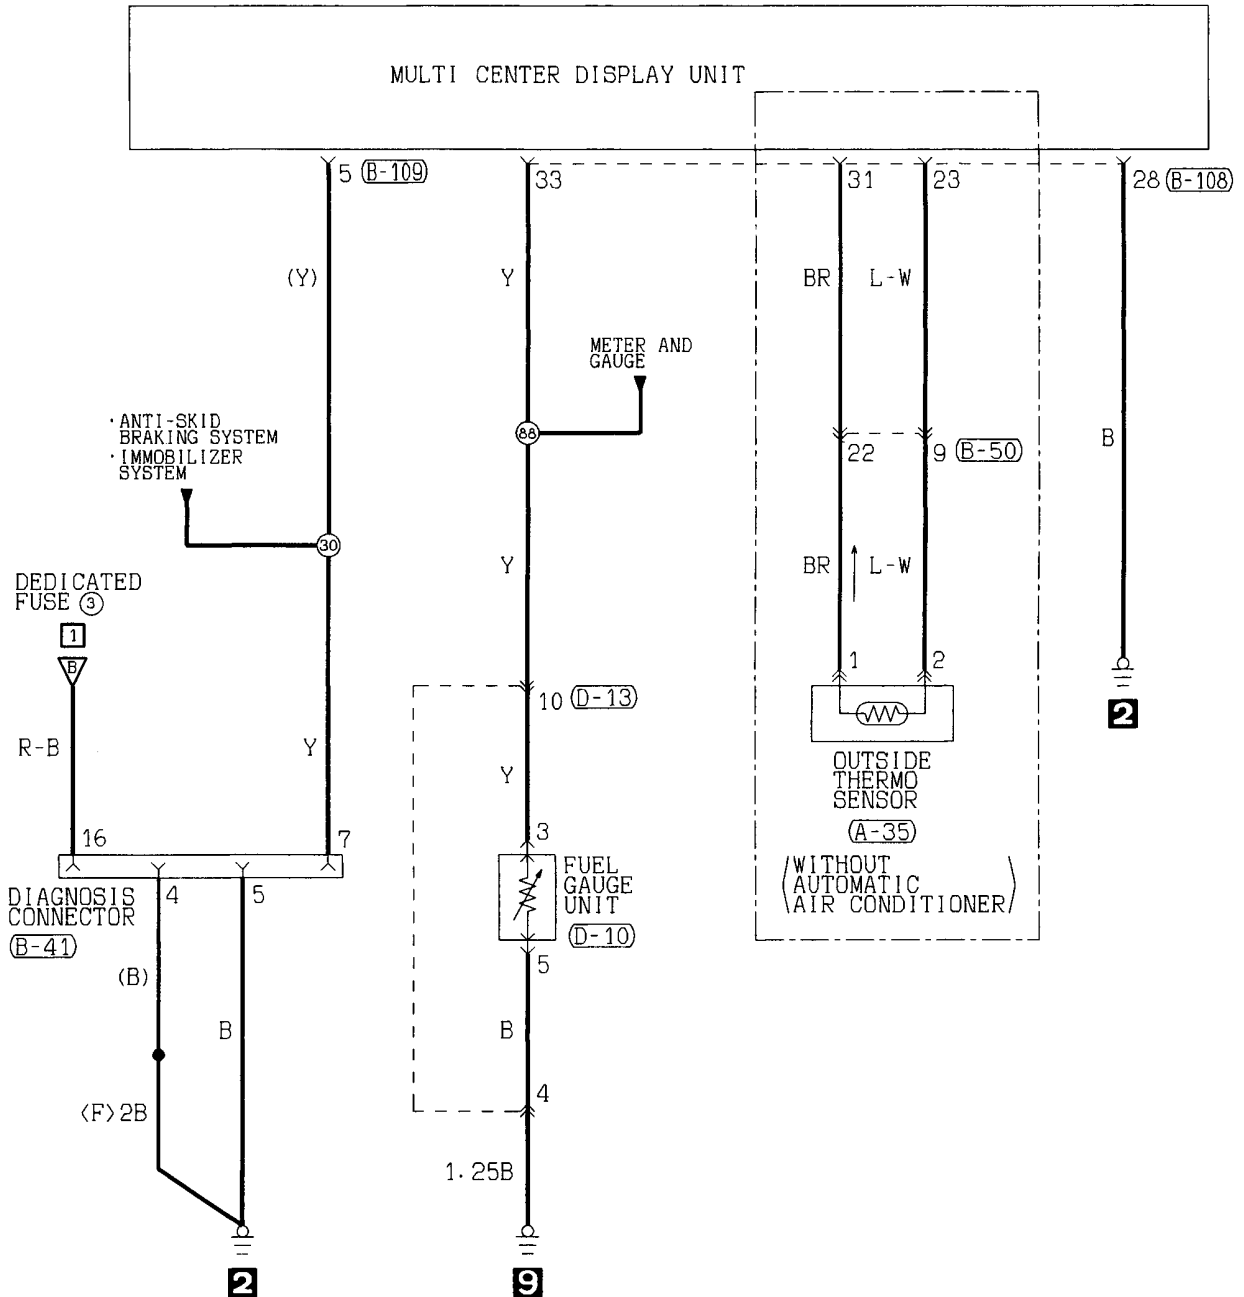 MULTI CENTER DISPLAY UNIT
5 (B-109)
33
31
23
28 (B-108)
(Y)
Y
BR
L-W
METER AND
GAUGE
88
· ANTI-SKID
BRAKING SYSTEM
· IMMOBILIZER
SYSTEM
22
9 (B-50)
B
30
Y
BR
L-W
DEDICATED
FUSE ③
1
B
1
2
10 (D-13)
2
R-B
Y
Y
OUTSIDE
THERMO
SENSOR
(A-35)
16
7
3
FUEL
GAUGE
UNIT
(D-10)
(WITHOUT
AUTOMATIC
AIR CONDITIONER)
DIAGNOSIS
CONNECTOR
(B-41)
4
5
5
(B)
B
B
4
<F>2B
1.25B
2
9